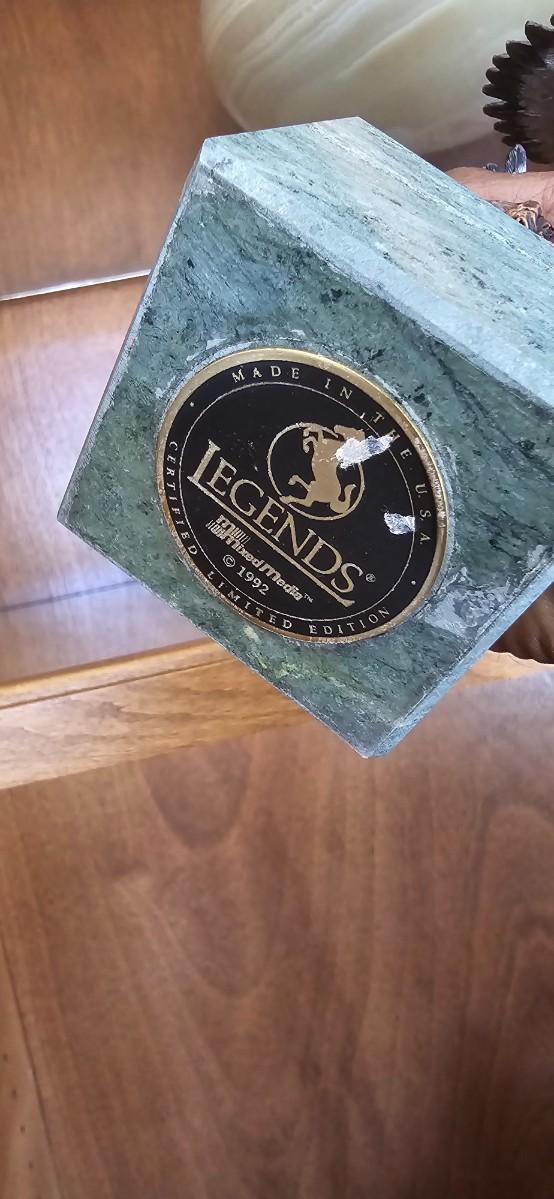 MADE IN THE U.S.A.
LEGENDS®
Mixed Media™
© 1992
CERTIFIED LIMITED EDITION